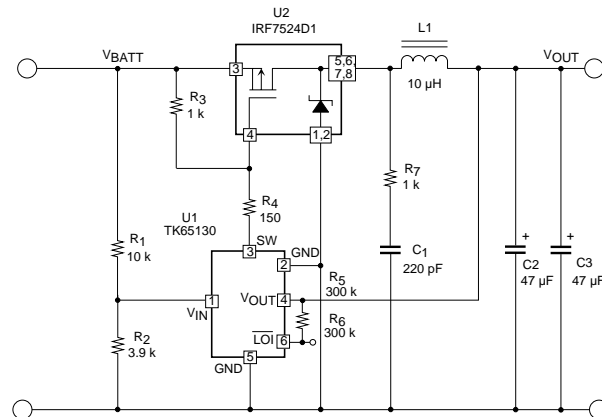 U2
IRF7524D1
L1
VBATT
VOUT
3
5,6,
7,8
10 µH
R3
1 k
4
1,2
R7
1 k
R4
150
U1
TK65130
SW
3
GND
2
R1
10 k
R5
300 k
C1
220 pF
+
C2
47 µF
+
C3
47 µF
1
VIN
VOUT
4
R6
300 k
R2
3.9 k
LOI
6
5
GND